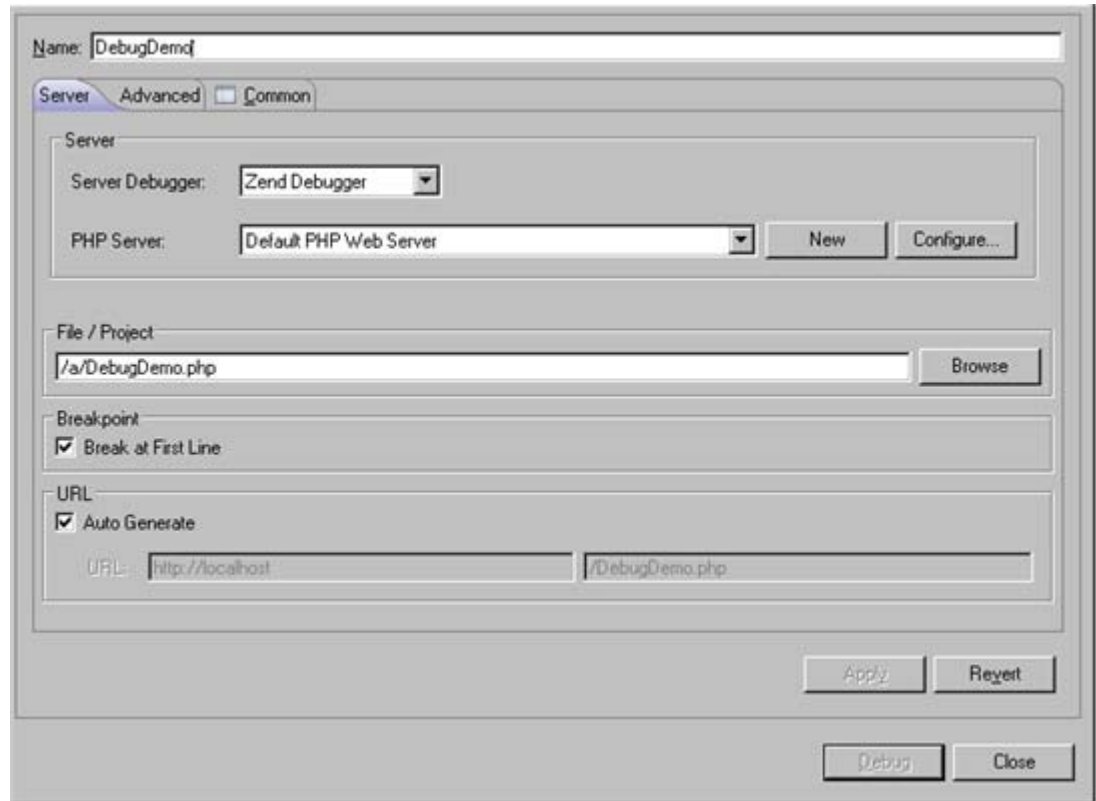 Name: DebugDemo
Server Advanced Common
Server
Server Debugger: Zend Debugger
PHP Server: Default PHP Web Server New Configure...
File / Project
/a/DebugDemo.php Browse
Breakpoint
Break at First Line
URL
Auto Generate
URL: http://localhost /DebugDemo.php
Apply Revert
Debug Close